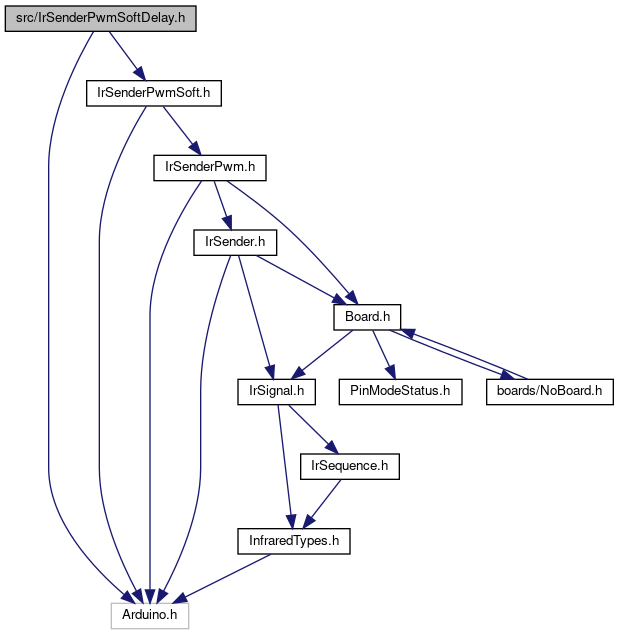 src/IrSenderPwmSoftDelay.h
IrSenderPwmSoft.h
IrSenderPwm.h
IrSender.h
Board.h
IrSignal.h
PinModeStatus.h
boards/NoBoard.h
IrSequence.h
InfraredTypes.h
Arduino.h